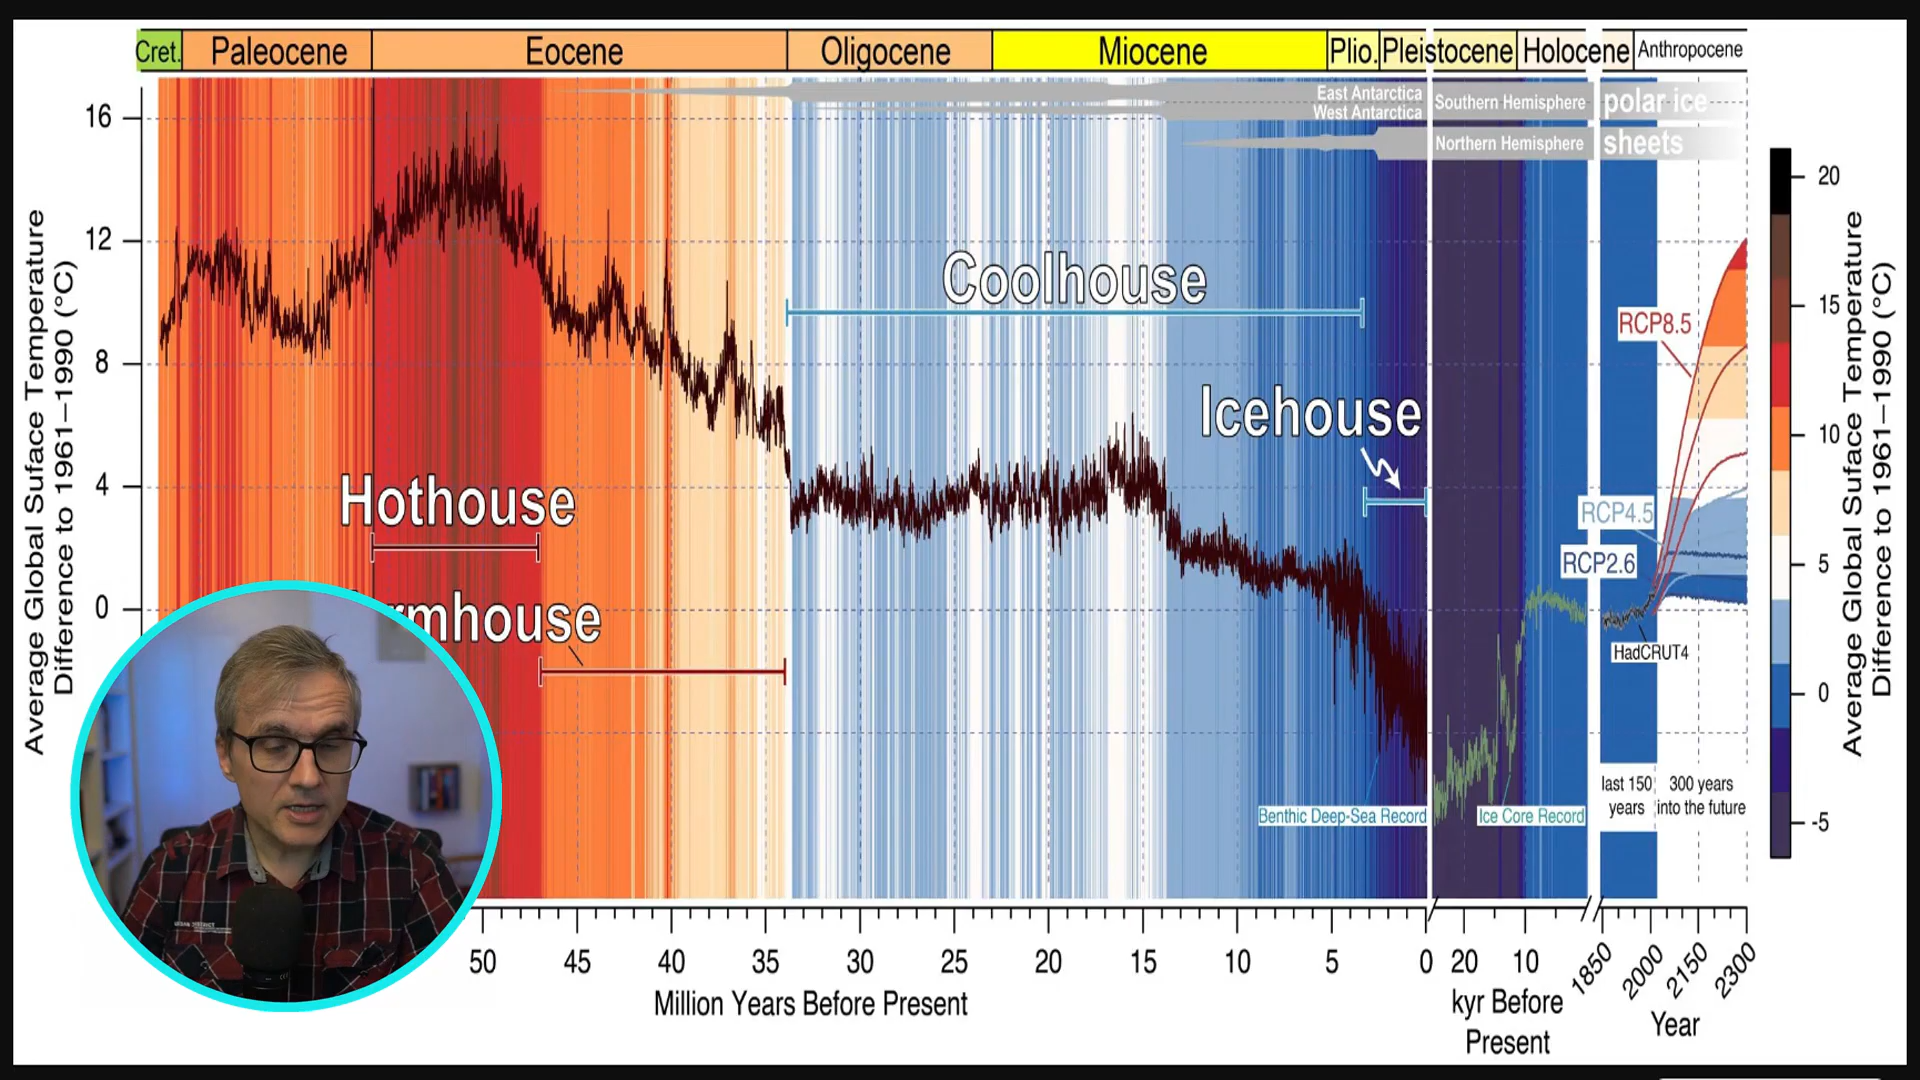 Cret.
Paleocene
Eocene
Oligocene
Miocene
Plio.
Pleistocene
Holocene
Anthropocene
East Antarctica
West Antarctica
Southern Hemisphere
Northern Hemisphere
polar ice
sheets
Average Global Suface Temperature
Difference to 1961–1990 (°C)
16
12
8
4
0
Coolhouse
Icehouse
Hothouse
rmhouse
RCP8.5
RCP4.5
RCP2.6
HadCRUT4
Benthic Deep-Sea Record
Ice Core Record
last 150
years
300 years
into the future
20
15
10
5
0
-5
Average Global Suface Temperature
Difference to 1961–1990 (°C)
50
45
40
35
30
25
20
15
10
5
0
20
10
1850
2000
2150
2300
Million Years Before Present
kyr Before
Present
Year